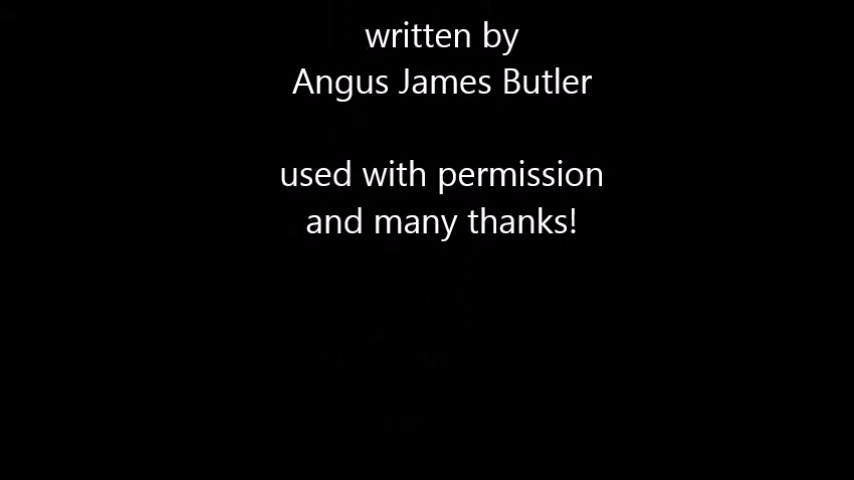 written by
Angus James Butler
used with permission
and many thanks!